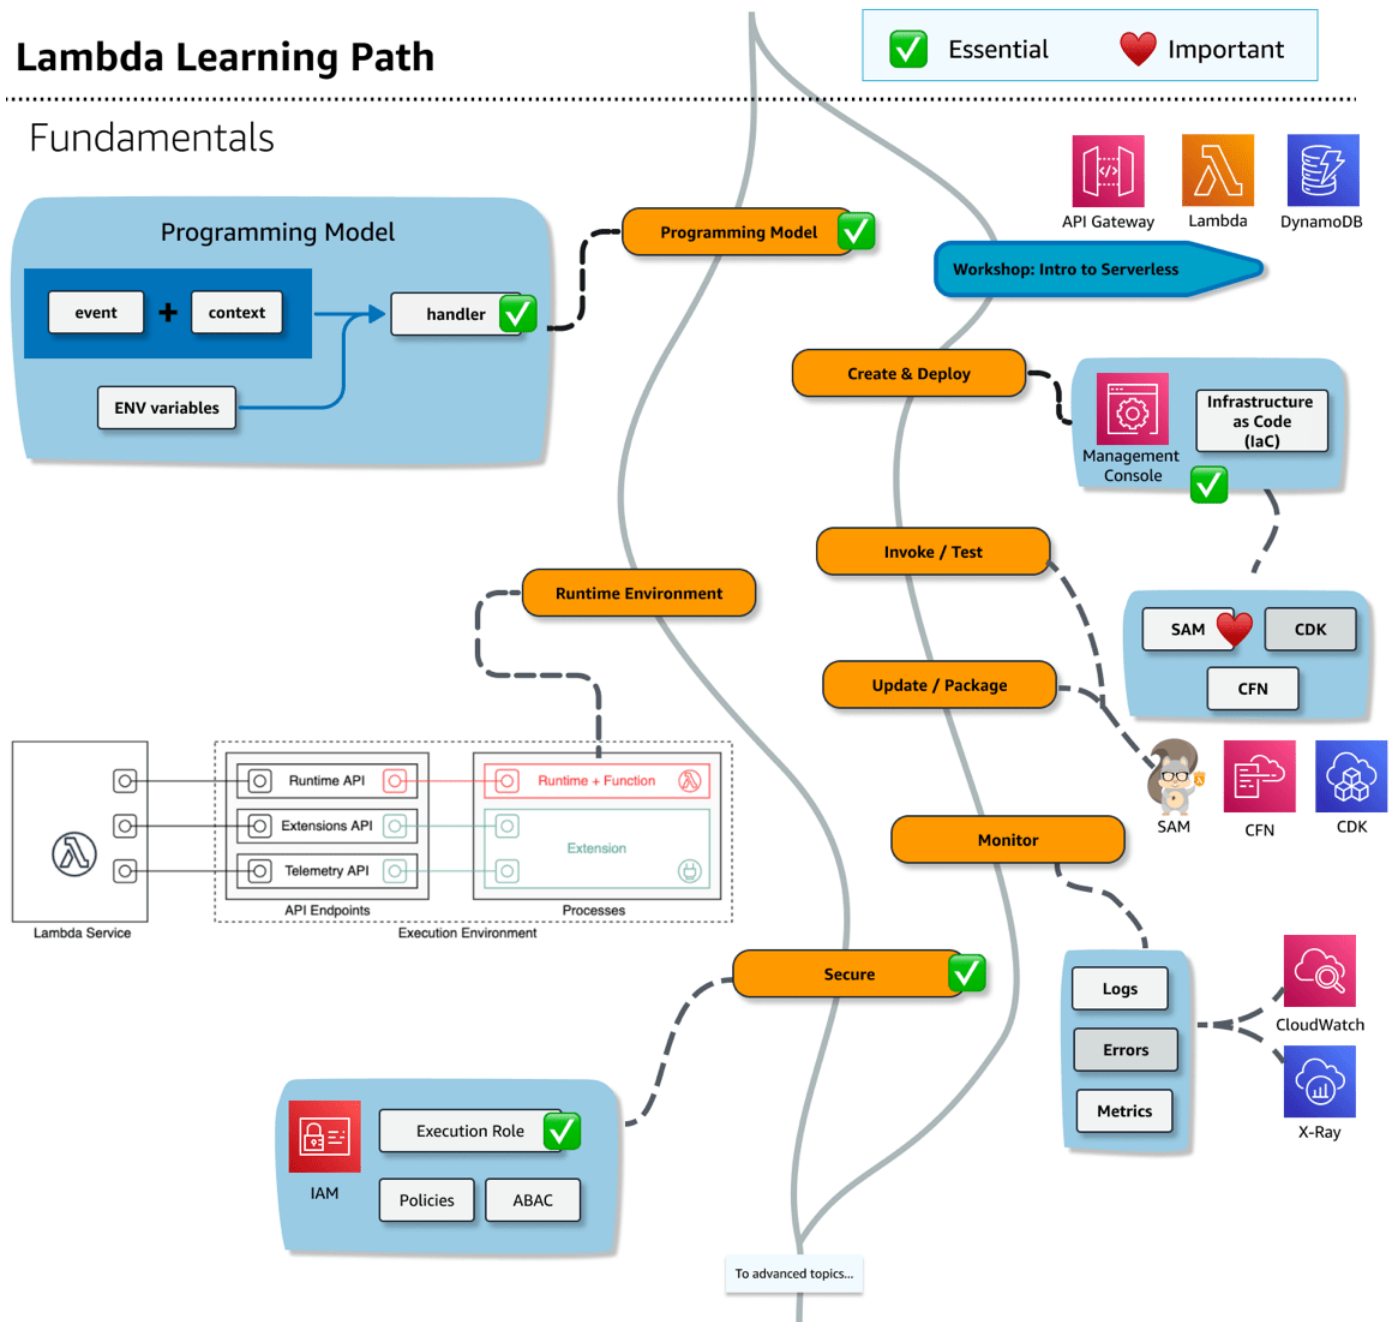 Lambda Learning Path
Essential
Important
Fundamentals
API Gateway
Lambda
DynamoDB
Programming Model
event
+
context
handler
ENV variables
Programming Model
Workshop: Intro to Serverless
Create & Deploy
Management
Console
Infrastructure
as Code
(IaC)
Invoke / Test
Runtime Environment
SAM
CDK
CFN
Update / Package
SAM
CFN
CDK
Runtime API
Extensions API
Telemetry API
API Endpoints
Runtime + Function
Extension
Processes
Lambda Service
Execution Environment
Monitor
Secure
Logs
Errors
Metrics
CloudWatch
X-Ray
IAM
Execution Role
Policies
ABAC
To advanced topics...